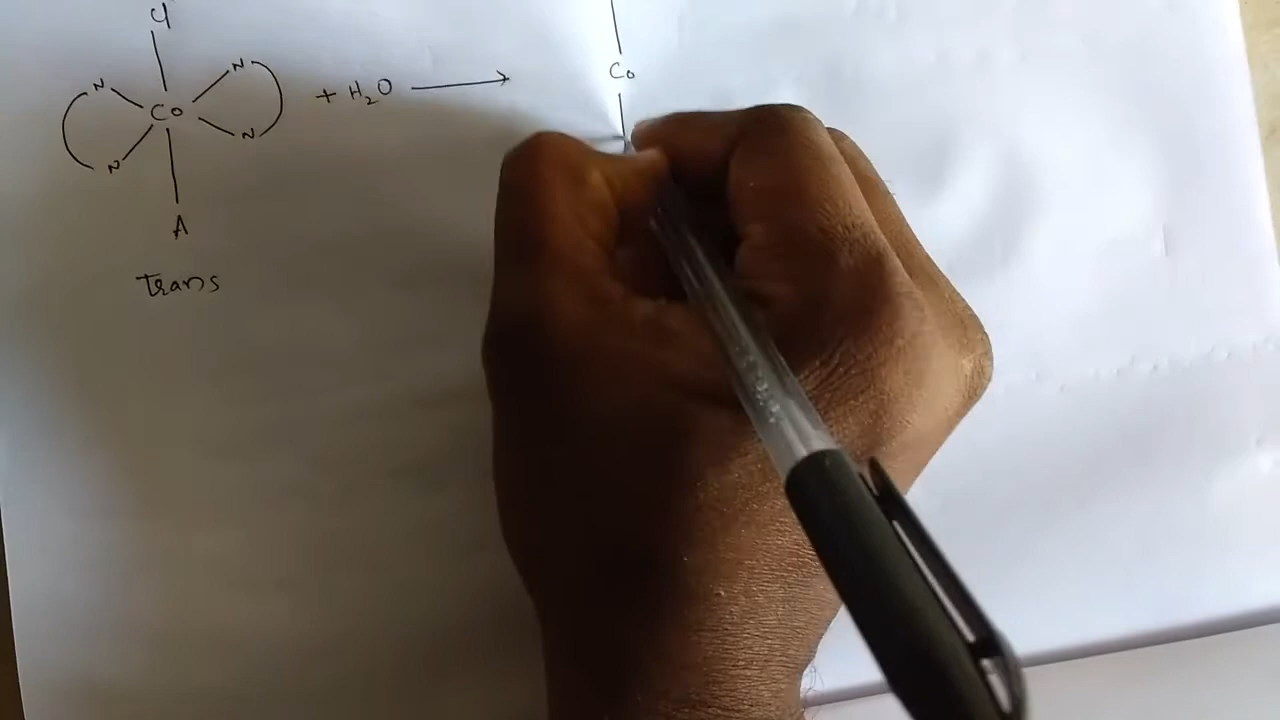 Cl
N N
Co + H₂O ⟶ Co
N N
A
Trans